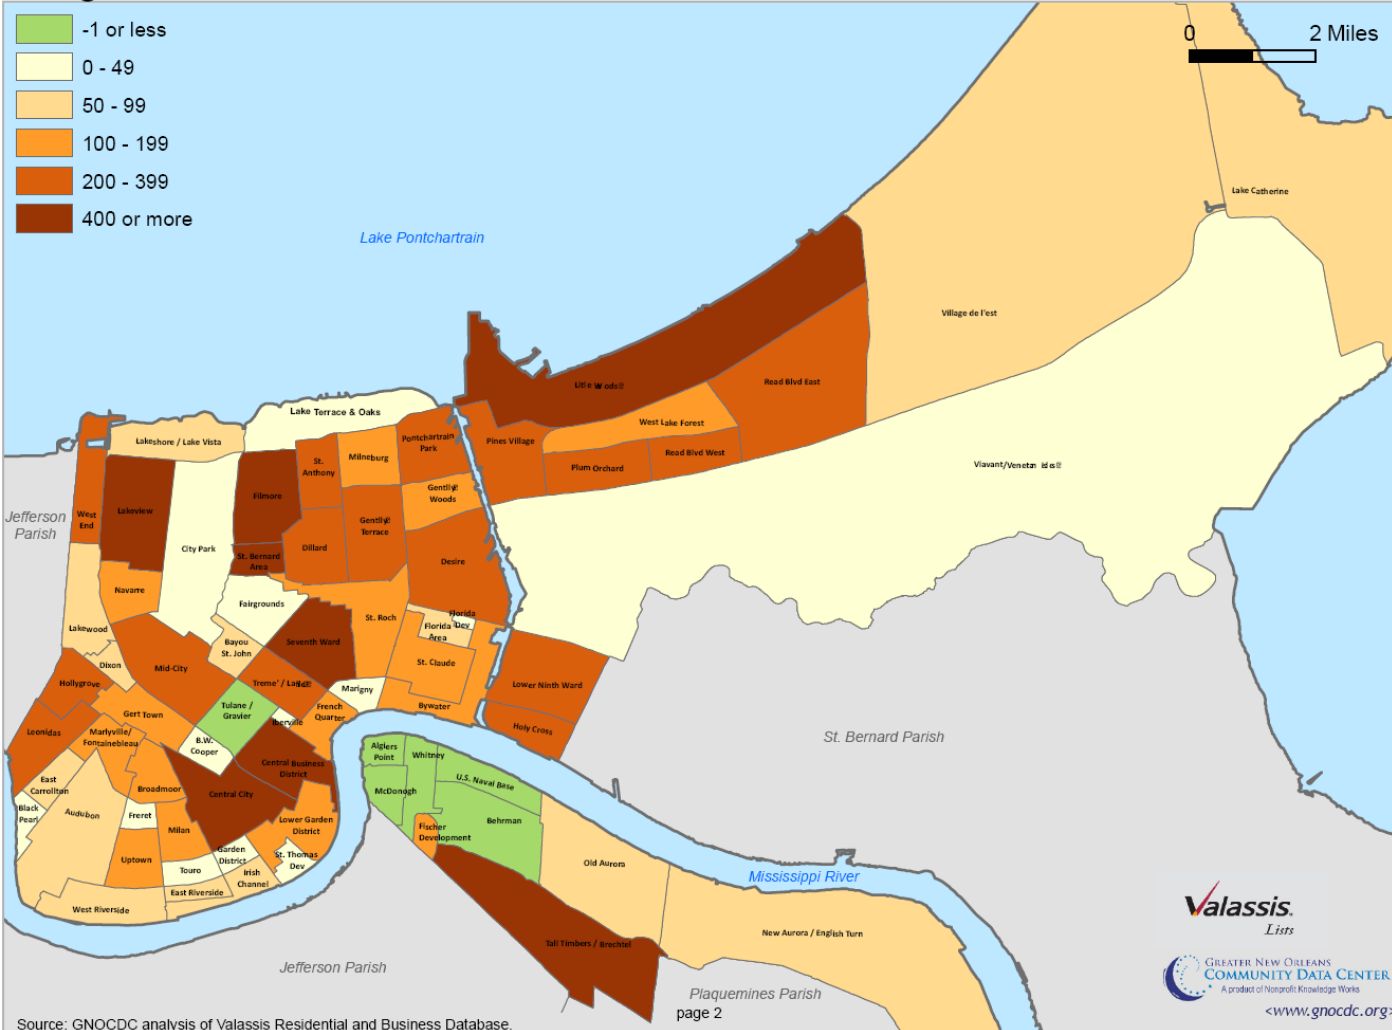 -1 or less
0 - 49
50 - 99
100 - 199
200 - 399
400 or more
0 2 Miles
Lake Pontchartrain
Lake Catherine
Village de l'est
Read Blvd East
West Lake Forest
Pines Village
Plum Orchard
Read Blvd West
Lake Terrace & Oaks
Lakeshore / Lake Vista
Pontchartrain
Park
St.
Anthony
Milneburg
Woods
Filmore
Lakeview
West
End
Jefferson
Parish
City Park
Terrace
Dillard
Desire
St. Bernard
Area
Navarre
Fairgrounds
St. Roch
Florida
Dev
Florida
Area
Lakewood
Bayou
St. John
Seventh Ward
Dixon
Mid-City
St. Claude
Hollygrove
Treme' /
Marigny
Lower Ninth Ward
Tulane /
Gravier
Iberville
French
Quarter
Bywater
Gert Town
Holy Cross
Leonidas
Marlyville/
Fontainebleau
B.W.
Cooper
St. Bernard Parish
Algiers
Point
Whitney
Central Business
District
U.S. Naval Base
East
Carrollton
Broadmoor
Central City
McDonogh
Black
Pearl
Audubon
Freret
Milan
Lower Garden
District
Behrman
Fischer
Development
Uptown
Garden
District
St. Thomas
Dev
Old Aurora
Touro
Irish
Channel
East Riverside
West Riverside
Mississippi River
Tall Timbers / Brechtel
New Aurora / English Turn
Jefferson Parish
Plaquemines Parish
page 2
Valassis.
Lists
GREATER NEW ORLEANS
COMMUNITY DATA CENTER
A product of Nonprofit Knowledge Works
<www.gnocdc.org>
Source: GNOCDC analysis of Valassis Residential and Business Database.